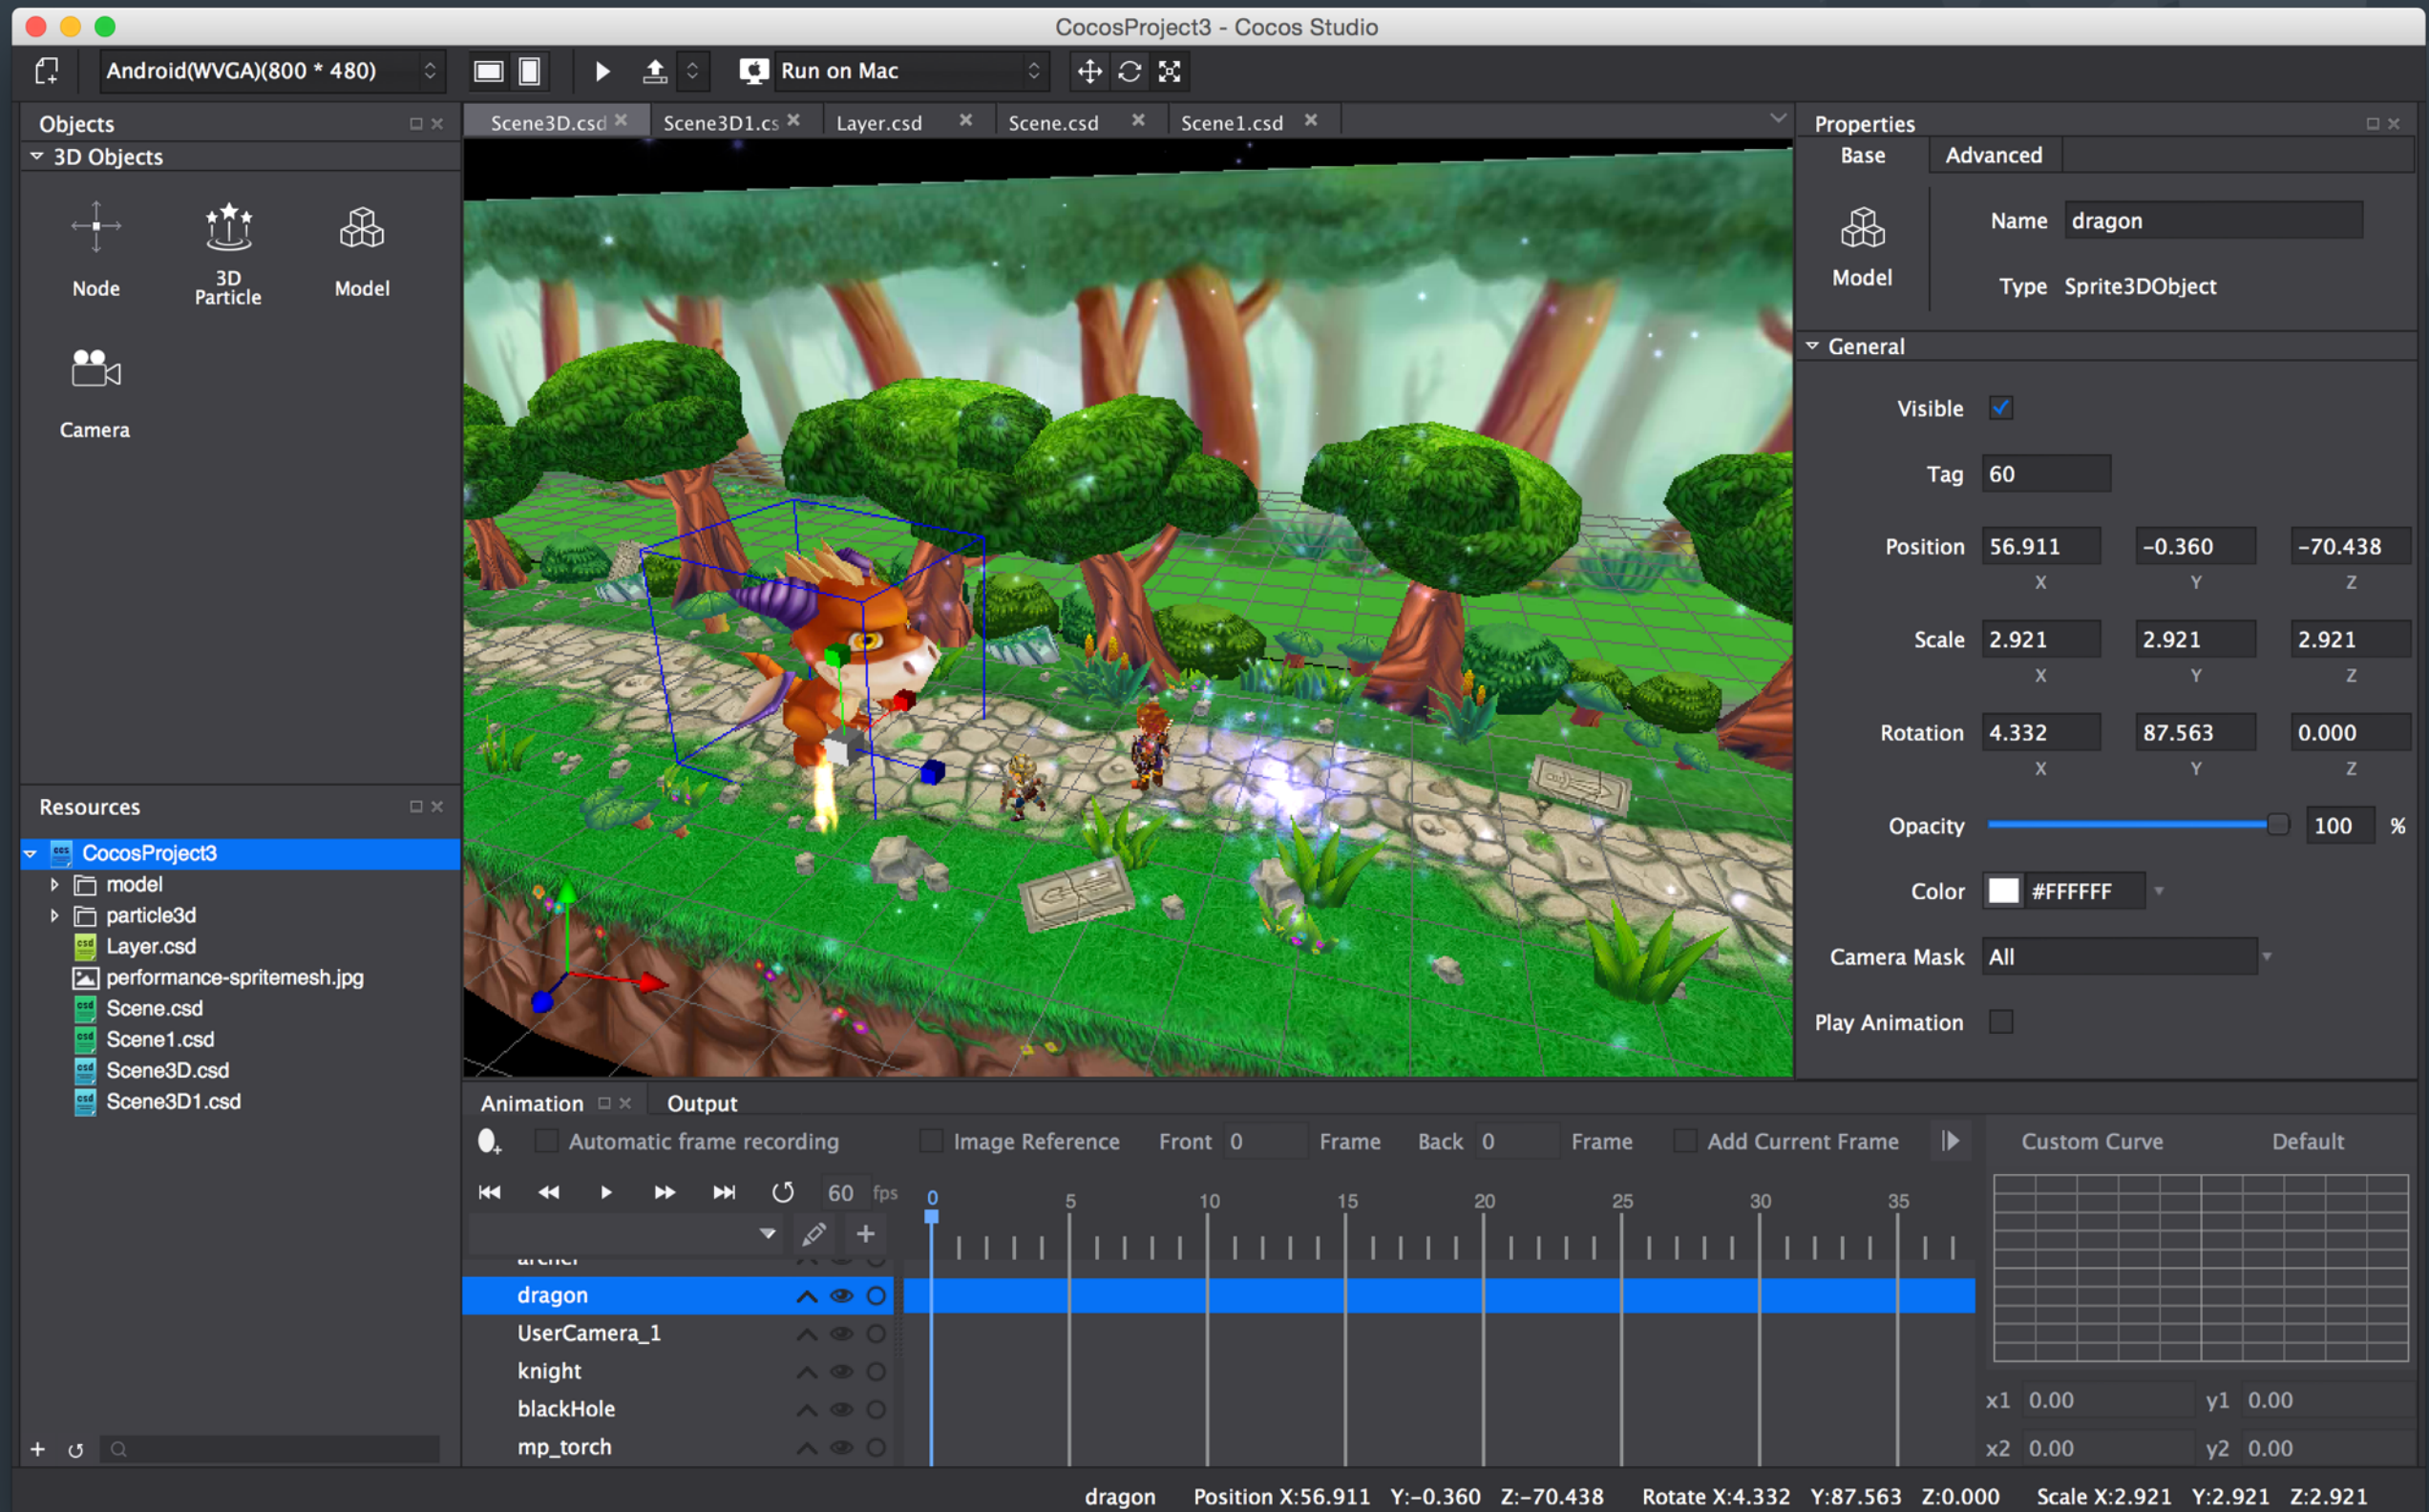 CocosProject3 - Cocos Studio
Android(WVGA)(800 * 480)
Run on Mac
Objects
3D Objects
Node
3D
Particle
Model
Camera
Resources
CocosProject3
model
particle3d
Layer.csd
performance-spritemesh.jpg
Scene.csd
Scene1.csd
Scene3D.csd
Scene3D1.csd
Scene3D.csd Scene3D1.cs Layer.csd Scene.csd Scene1.csd
Properties
Base Advanced
Model
Name dragon
Type Sprite3DObject
General
Visible
Tag 60
Position 56.911 -0.360 -70.438
X Y Z
Scale 2.921 2.921 2.921
X Y Z
Rotation 4.332 87.563 0.000
X Y Z
Opacity 100 %
Color #FFFFFF
Camera Mask All
Play Animation
Animation Output
Automatic frame recording Image Reference Front 0 Frame Back 0 Frame Add Current Frame Custom Curve Default
60 fps 0 5 10 15 20 25 30 35
archer
dragon
UserCamera_1
knight
blackHole
mp_torch
x1 0.00 y1 0.00
x2 0.00 y2 0.00
dragon Position X:56.911 Y:-0.360 Z:-70.438 Rotate X:4.332 Y:87.563 Z:0.000 Scale X:2.921 Y:2.921 Z:2.921